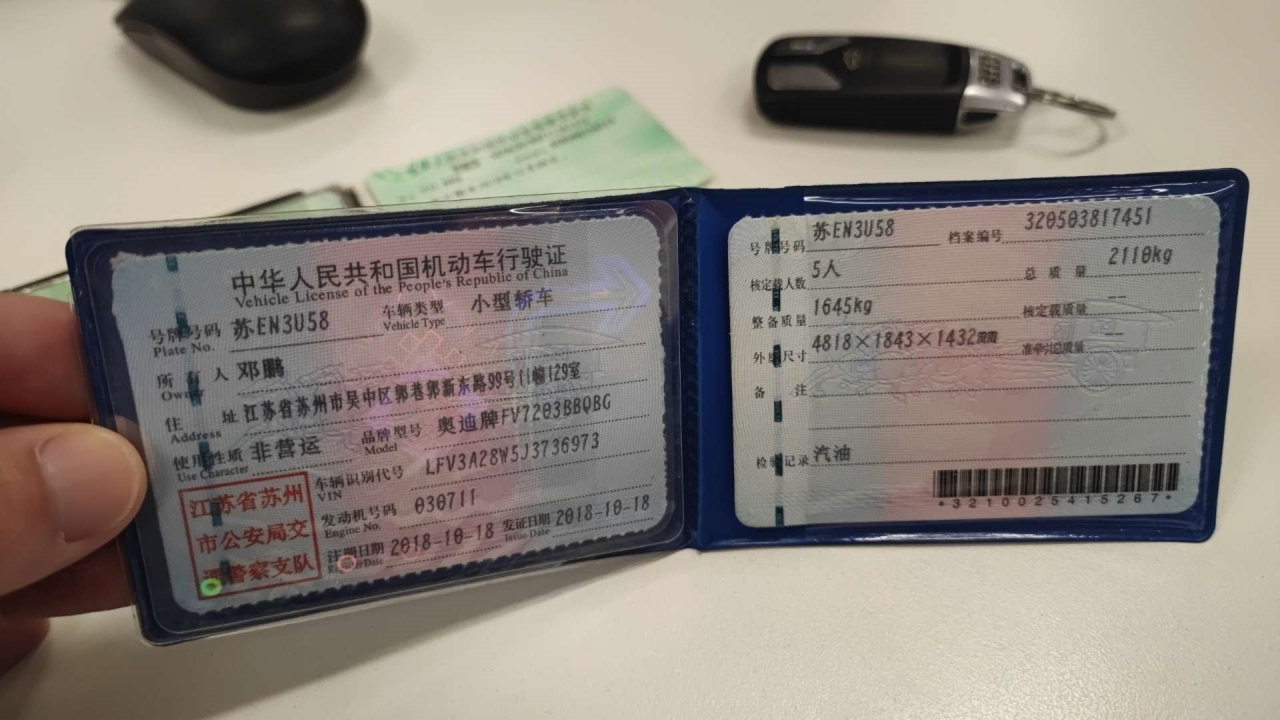 中华人民共和国机动车行驶证
Vehicle License of the People's Republic of China
号牌号码 苏EN3U58 车辆类型 小型轿车
Plate No. Vehicle Type
所有人 邓鹏
Owner
住址 江苏省苏州市吴中区郭巷郭新东路99号11幢129室
Address
使用性质 非营运 品牌型号 奥迪牌FV7203BBQBG
Use Character Model
车辆识别代号 LFV3A28W5J3736973
VIN
发动机号码 030711
Engine No.
注册日期 2018-10-18 发证日期 2018-10-18
Register Date Issue Date
江苏省苏州
市公安局交
警察支队
号牌号码 苏EN3U58 档案编号 320503817451
核定载人数 5人 总质量 2110kg
整备质量 1645kg 核定载质量 --
外廓尺寸 4818×1843×1432 准牵引总质量 --
备注
检验记录 汽油
*3210025415267*